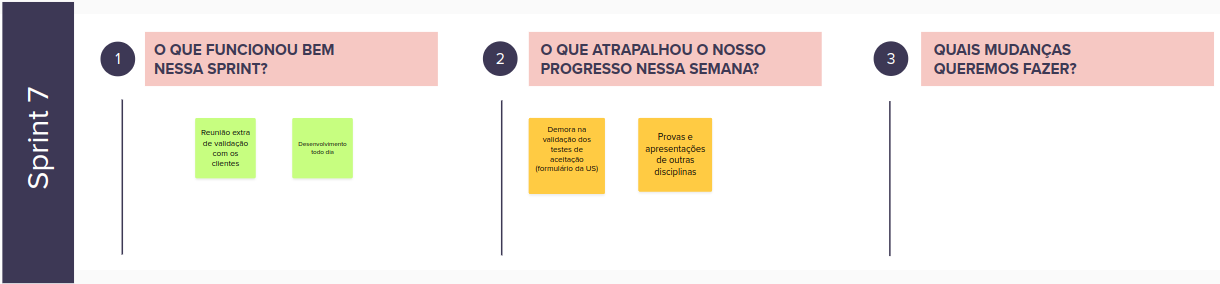 Sprint 7
1
O QUE FUNCIONOU BEM
NESSA SPRINT?
Reunião extra
de validação
com os
clientes
Desenvolvimento
todo dia
2
O QUE ATRAPALHOU O NOSSO
PROGRESSO NESSA SEMANA?
Demora na
validação dos
testes de
aceitação
(formulário da US)
Provas e
apresentações
de outras
disciplinas
3
QUAIS MUDANÇAS
QUEREMOS FAZER?